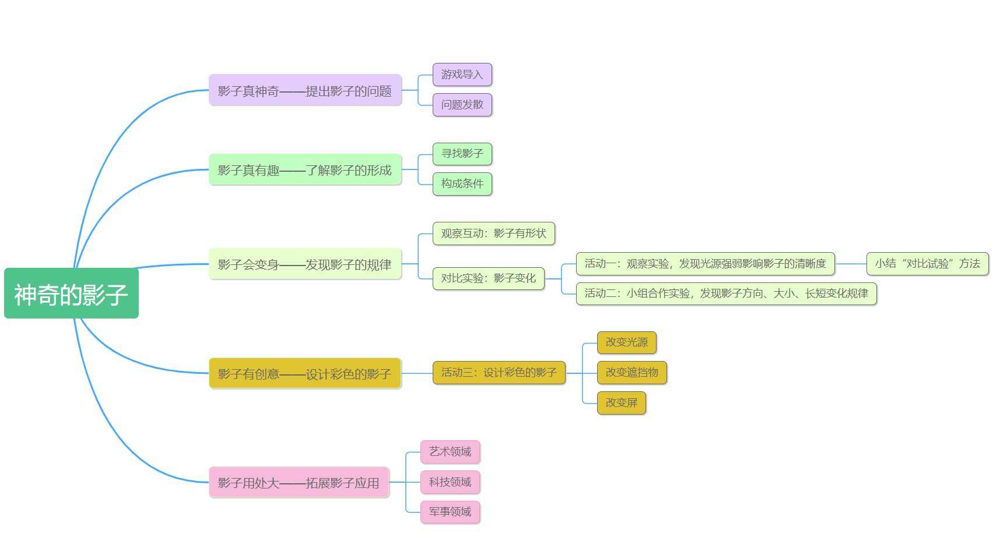 神奇的影子
影子真神奇——提出影子的问题
游戏导入
问题发散
影子真有趣——了解影子的形成
寻找影子
构成条件
影子会变身——发现影子的规律
观察互动：影子有形状
对比实验：影子变化
活动一：观察实验，发现光源强弱影响影子的清晰度
小结“对比试验”方法
活动二：小组合作实验，发现影子方向、大小、长短变化规律
影子有创意——设计彩色的影子
活动三：设计彩色的影子
改变光源
改变遮挡物
改变屏
影子用处大——拓展影子应用
艺术领域
科技领域
军事领域